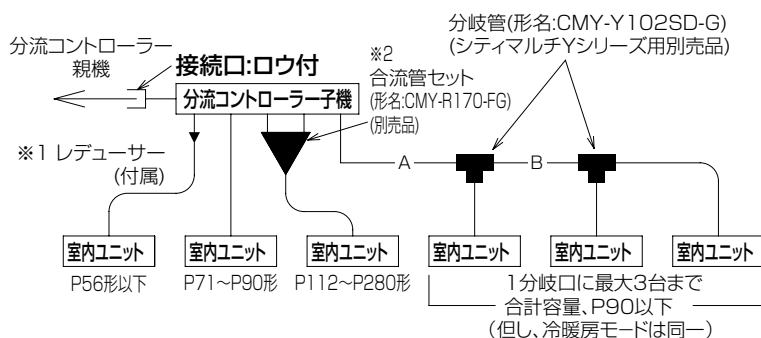 分流コントローラー
親機
接続口:ロウ付
分流コントローラー子機
※2
合流管セット
(形名:CMY-R170-FG)
(別売品)
分岐管(形名:CMY-Y102SD-G)
(シティマルチYシリーズ用別売品)
※1 レデューサー
(付属)
A
B
室内ユニット
室内ユニット
室内ユニット
室内ユニット
室内ユニット
室内ユニット
P56形以下
P71~P90形
P112~P280形
1分岐口に最大3台まで
合計容量、P90以下
(但し、冷暖房モードは同一)